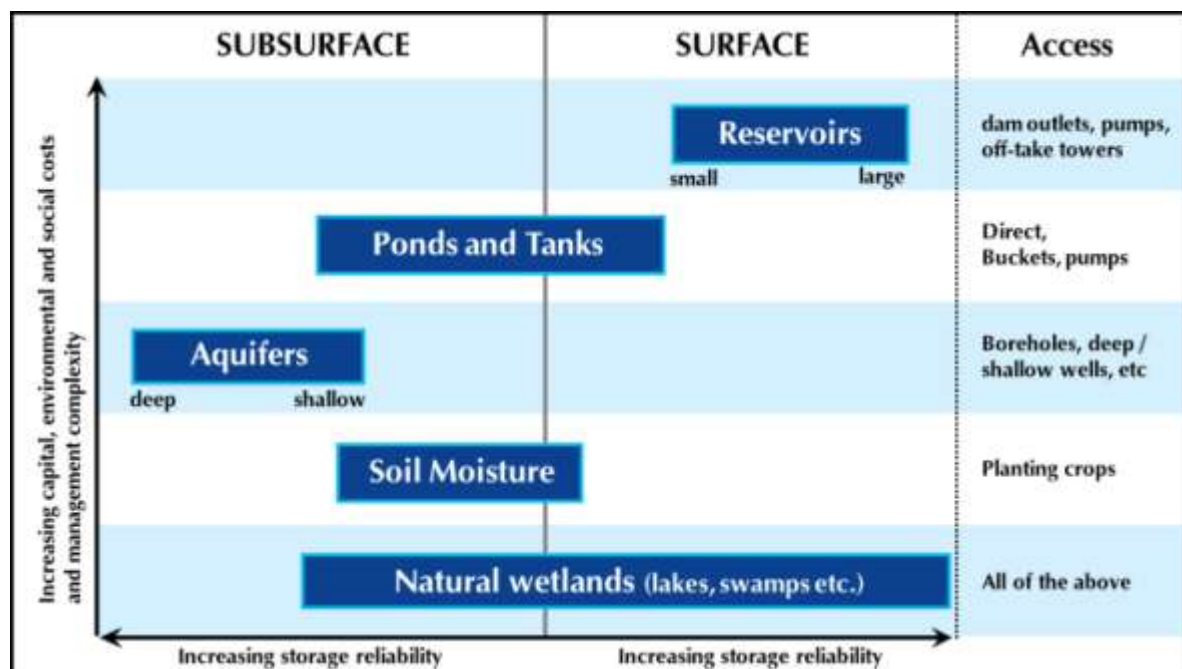 SUBSURFACE
SURFACE
Access
Increasing capital, environmental and social costs
and management complexity
Reservoirs
small
large
dam outlets, pumps,
off-take towers
Ponds and Tanks
Direct,
Buckets, pumps
Aquifers
deep
shallow
Boreholes, deep /
shallow wells, etc
Soil Moisture
Planting crops
Natural wetlands (lakes, swamps etc.)
All of the above
Increasing storage reliability
Increasing storage reliability